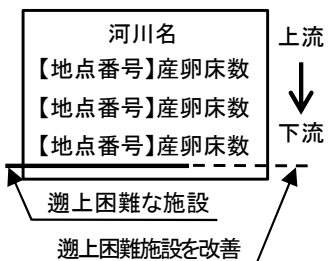 河川名
【地点番号】産卵床数
【地点番号】産卵床数
【地点番号】産卵床数
上流
下流
遡上困難な施設
遡上困難施設を改善